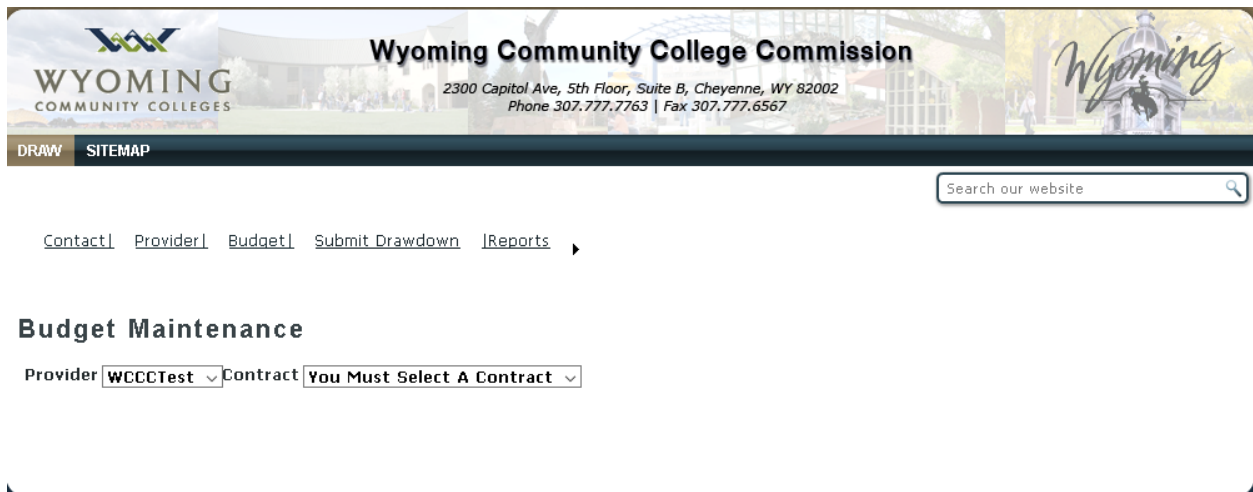 WYOMING
COMMUNITY COLLEGES
Wyoming Community College Commission
2300 Capitol Ave, 5th Floor, Suite B, Cheyenne, WY 82002
Phone 307.777.7763 | Fax 307.777.6567
Wyoming
DRAW SITEMAP
Search our website
Contact| Provider| Budget| Submit Drawdown |Reports
Budget Maintenance
Provider WCCCTest Contract You Must Select A Contract